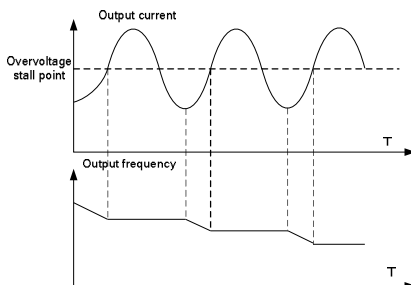 Output current
Overvoltage
stall point
T
Output frequency
T